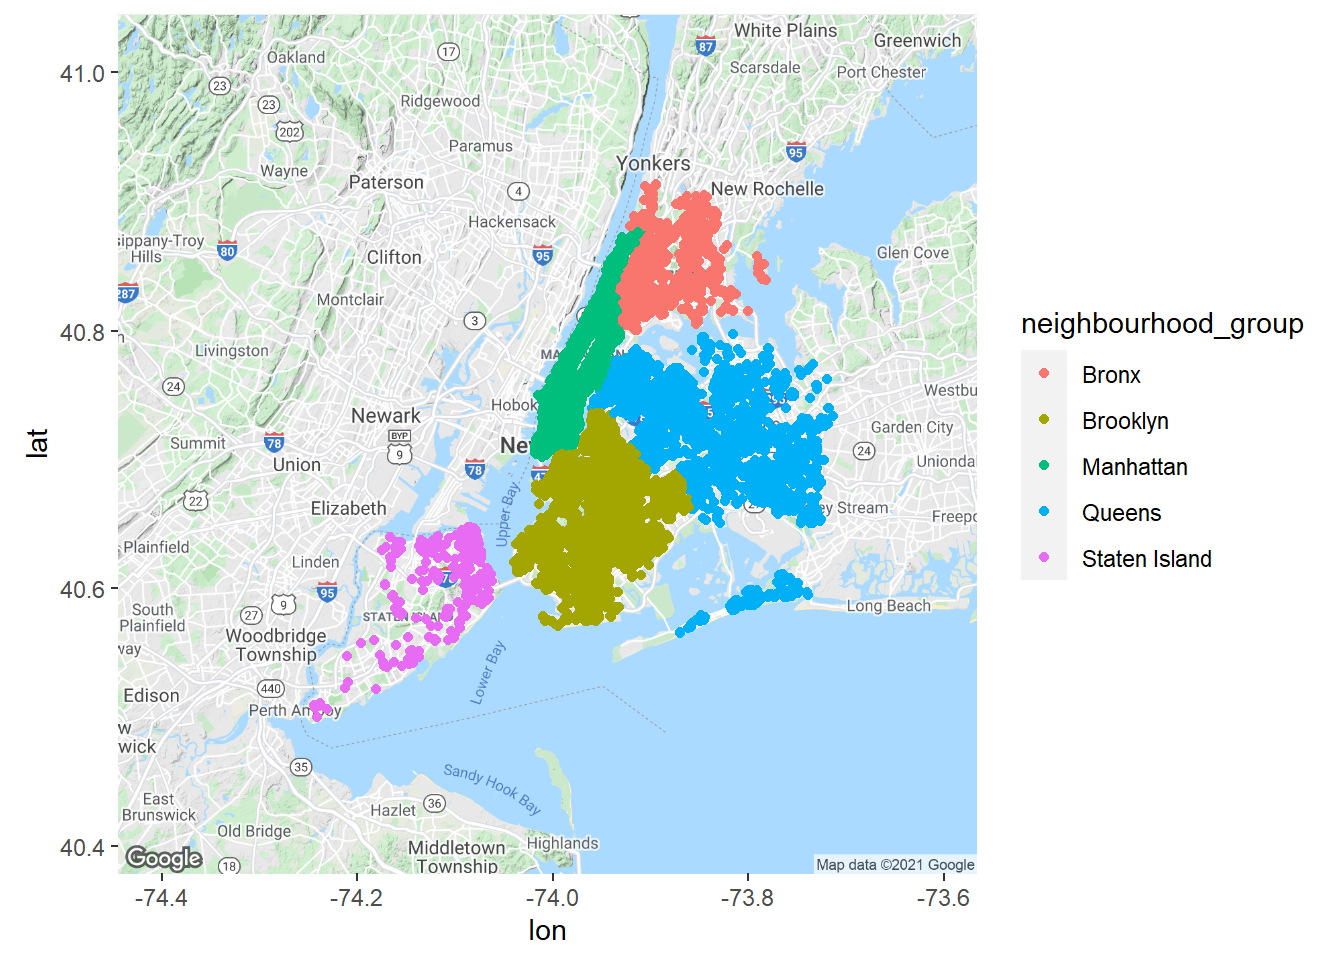 White Plains
87
Greenwich
Oakland
17
Scarsdale
Port Chester
41.0
23
23
Ridgewood
202
Paramus
95
Wayne
Yonkers
Paterson
4
New Rochelle
Hackensack
sippany-Troy
Hills
80
95
Glen Cove
Clifton
287
Montclair
3
40.8
n
Livingston
MA
N
24
Westbu
Hobok
Newark
5
BYP
9
Garden City
Summit
78
Ne
24
Union
78
Unionda
22
Elizabeth
Upper Bay
ey Stream
Freepo
Plainfield
Linden
7
40.6
95
9
South
Plainfield
27
STATEN ISLAN
Long Beach
Woodbridge
Township
way
Lower Bay
Edison
440
Perth Amboy
w
wick
35
Sandy Hook Bay
East
Brunswick
Hazlet
36
Old Bridge
Middletown
Township
Highlands
40.4
Google
18
Map data ©2021 Google
-74.4
-74.2
-74.0
-73.8
-73.6
lon
lat
neighbourhood_group
Bronx
Brooklyn
Manhattan
Queens
Staten Island